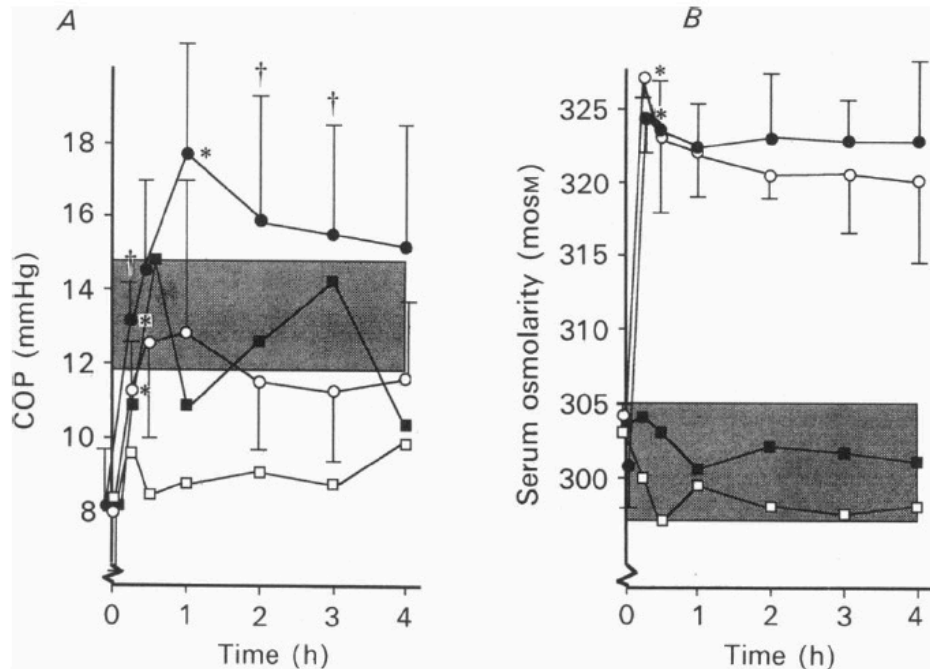 A
B
COP (mmHg)
18
16
14
12
10
8
0 1 2 3 4
Time (h)
† † †
* * *
Serum osmolarity (mosM)
325
320
315
310
305
300
0 1 2 3 4
Time (h)
*
*